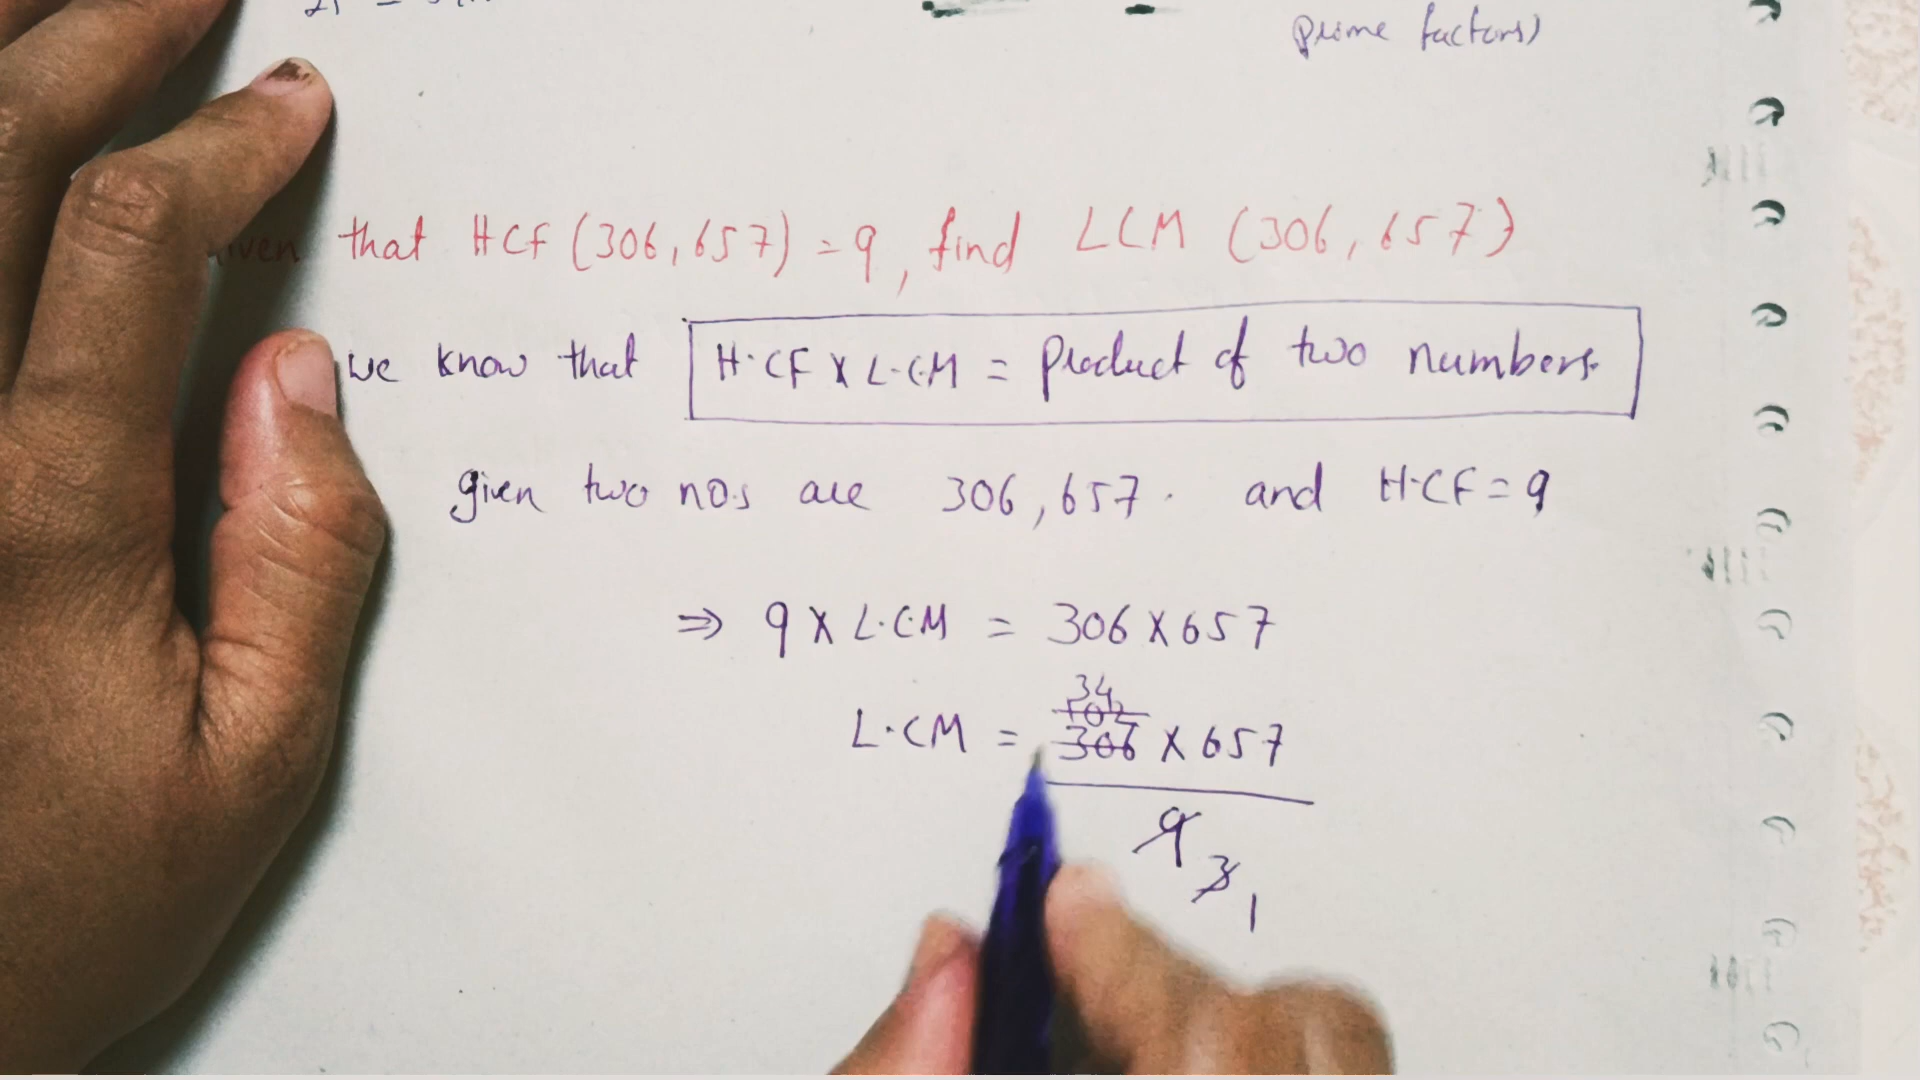 prime factors)
Given that HCF (306, 657) = 9, find LCM (306, 657)
we know that H.CF X L.C.M = product of two numbers.
given two nos are 306, 657. and H.CF = 9
⇒ 9 X L.C.M = 306 X 657
34
102
L.CM = 306 X 657
9
3
1